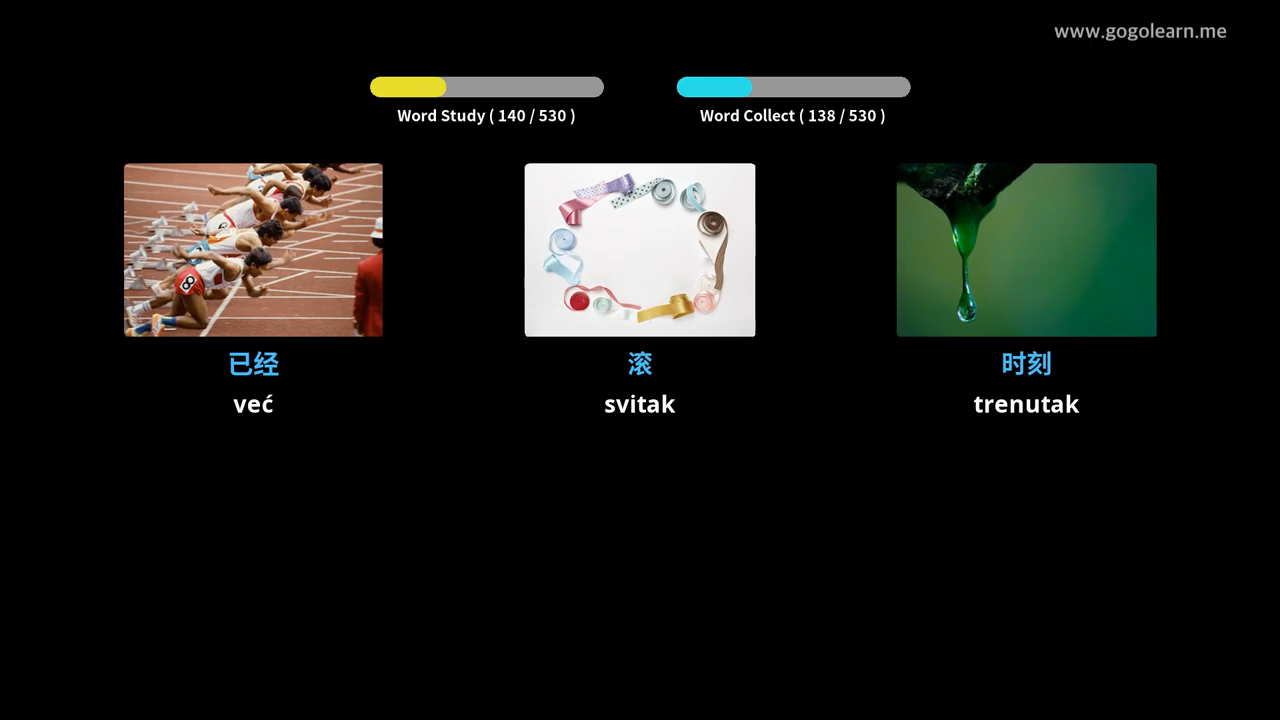 www.gogolearn.me
Word Study ( 140 / 530 )
Word Collect ( 138 / 530 )
8
已经
već
滚
svitak
时刻
trenutak